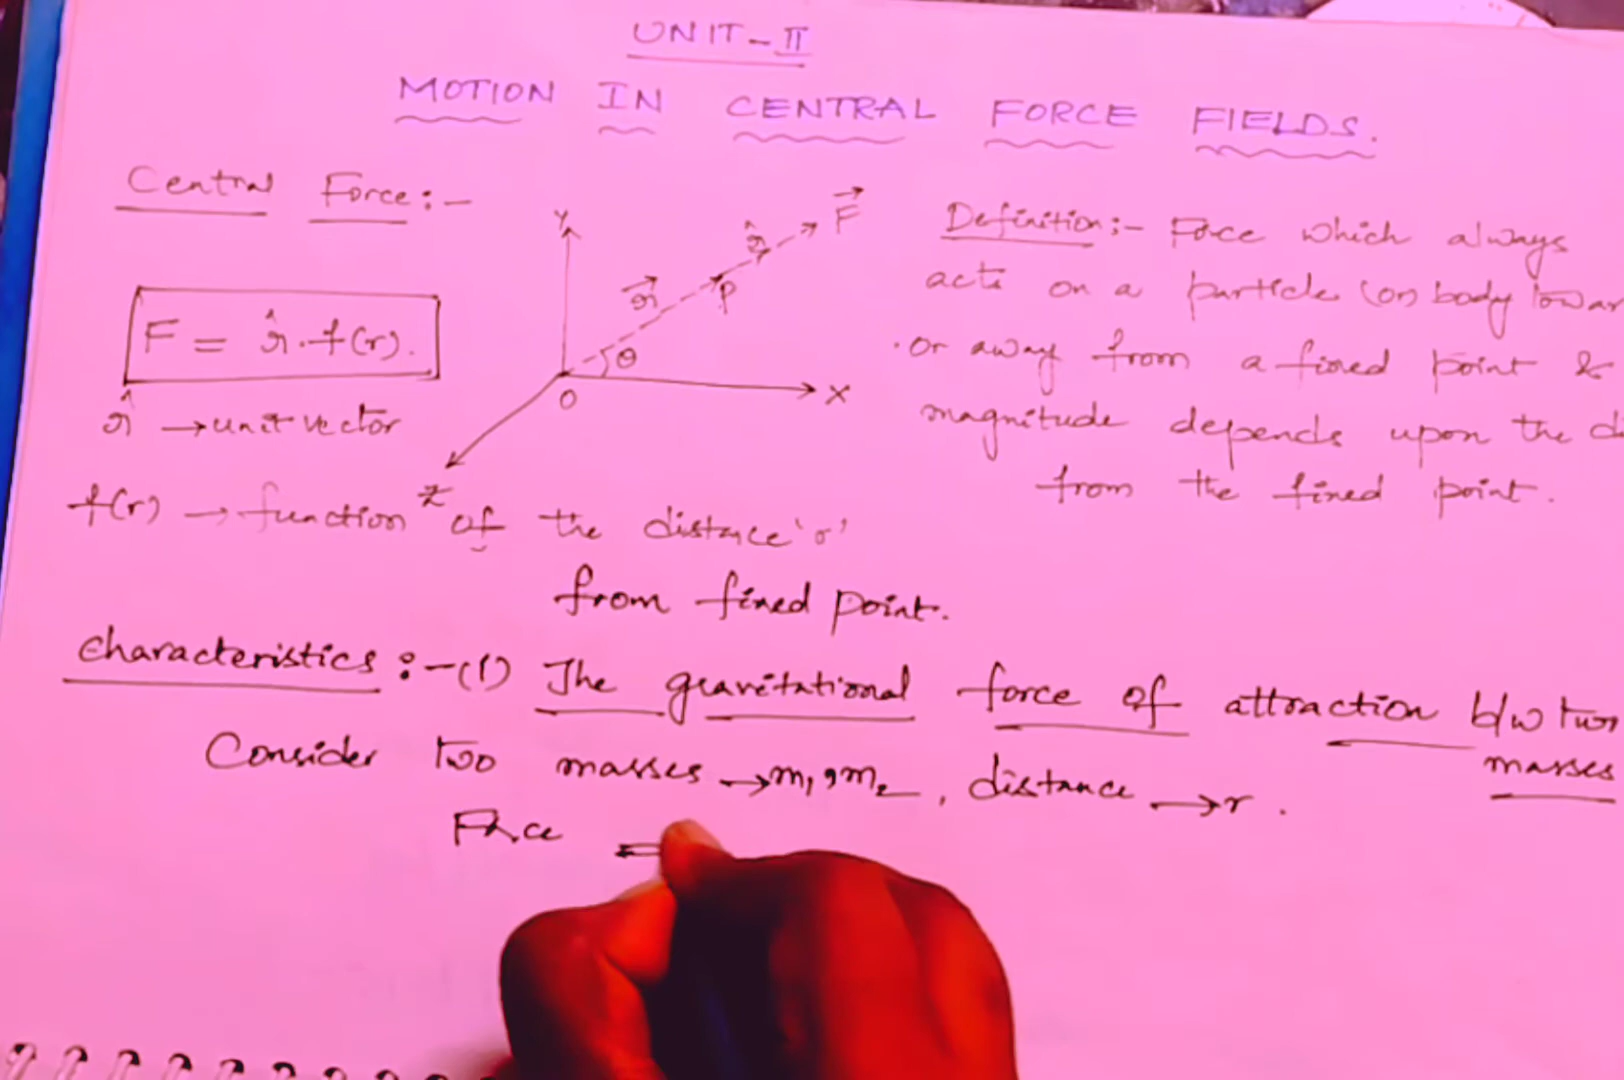 UNIT-II
MOTION IN CENTRAL FORCE FIELDS.
Central Force:-
F = r̂.f(r).
r̂ → unit vector
f(r) → function of the distance 'r'
from fixed point.
Y
r⃗
P
r̂
F⃗
θ
O
X
Z
Definition:- Force which always
acts on a particle (or) body
or away from a fixed point &
magnitude depends upon the
from the fixed point.
Characteristics:-(1) The gravitational force of attraction b/w two
masses
Consider two masses → m₁, m₂, distance → r.
Force =